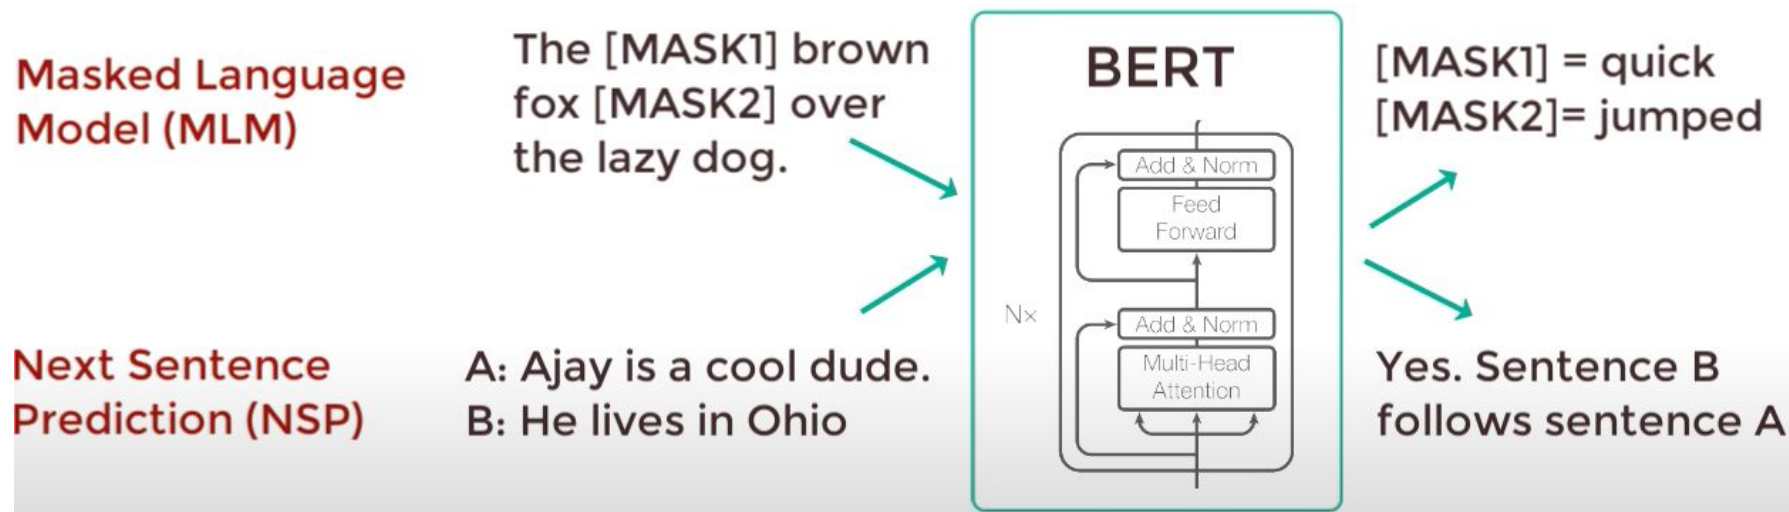 Masked Language
Model (MLM)
The [MASK1] brown
fox [MASK2] over
the lazy dog.
BERT
[MASK1] = quick
[MASK2]= jumped
Add & Norm
Feed
Forward
Nx
Add & Norm
Multi-Head
Attention
Next Sentence
Prediction (NSP)
A: Ajay is a cool dude.
B: He lives in Ohio
Yes. Sentence B
follows sentence A